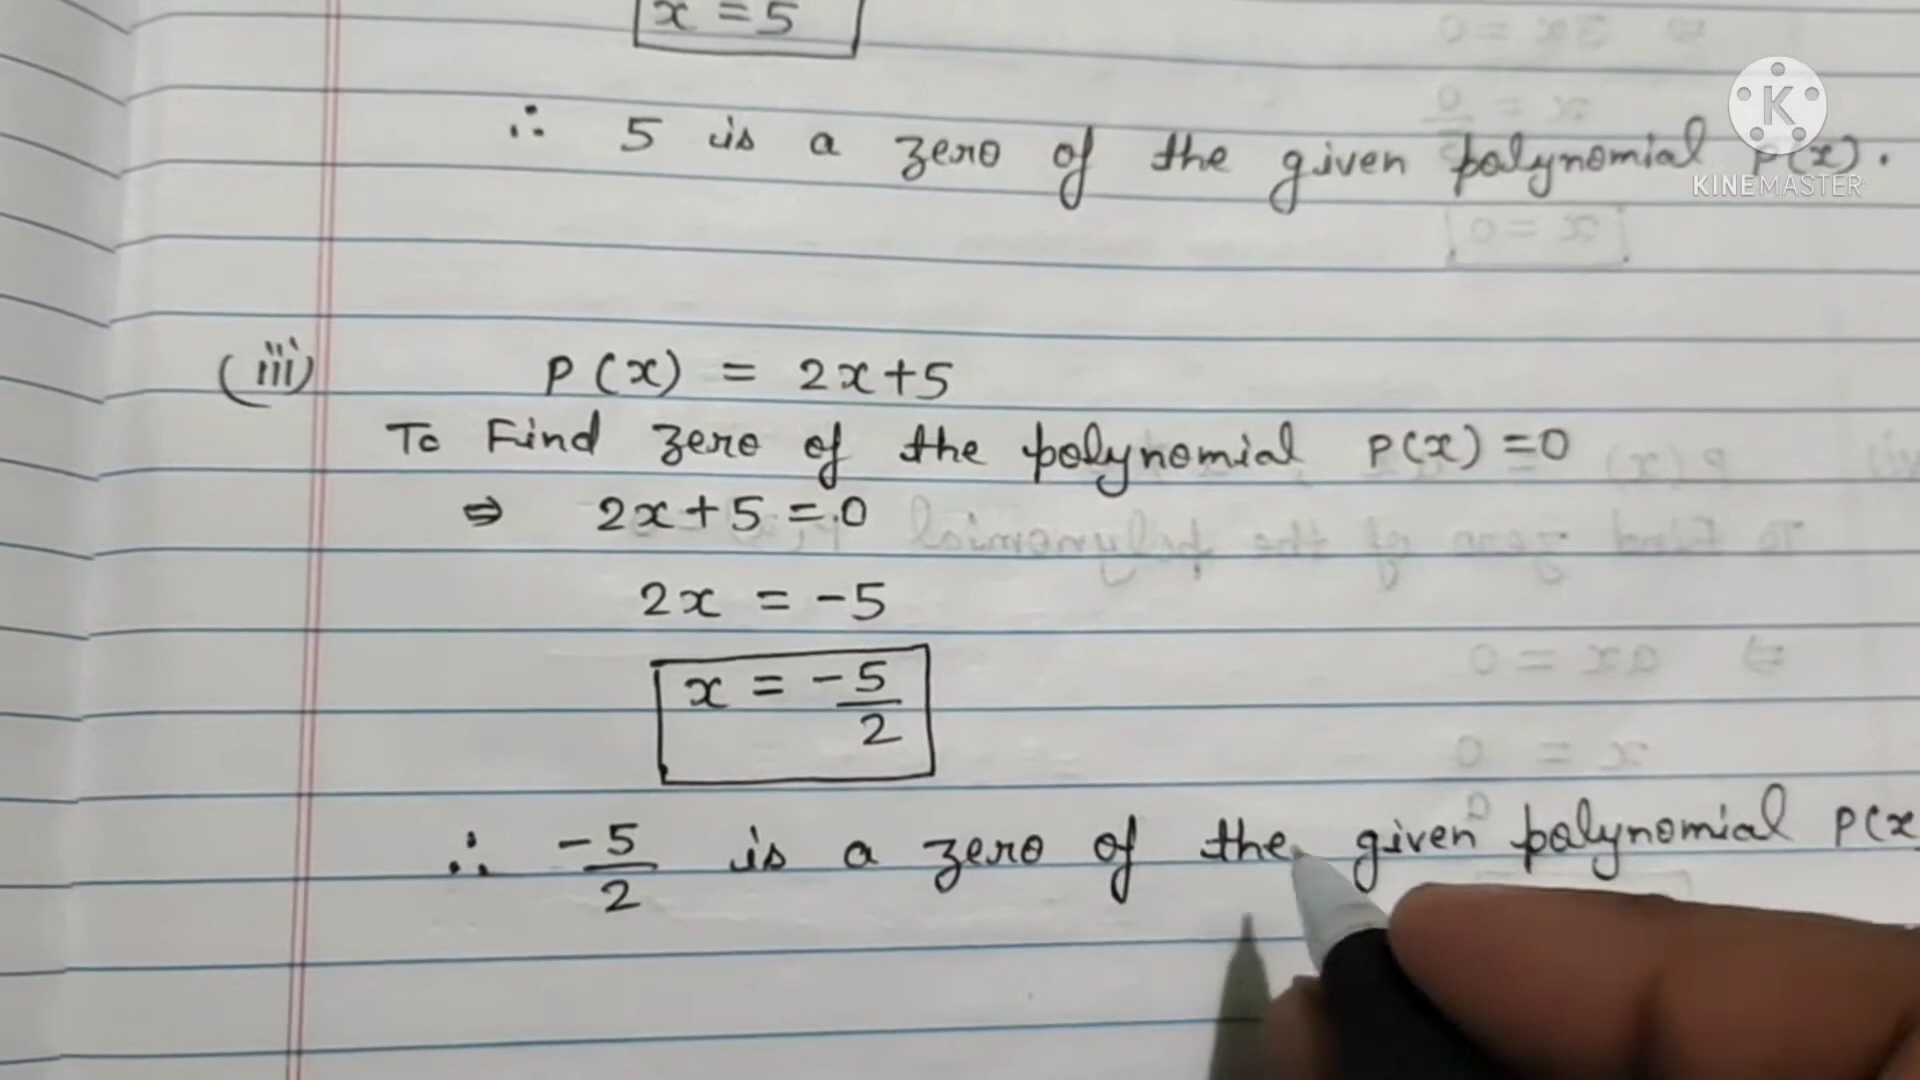 x = 5
∴ 5 is a zero of the given polynomial P(x).
K
KINEMASTER
(iii) P(x) = 2x+5
To Find zero of the polynomial P(x) = 0
⇒ 2x+5 = 0
2x = -5
x = -5/2
∴ -5/2 is a zero of the given polynomial P(x